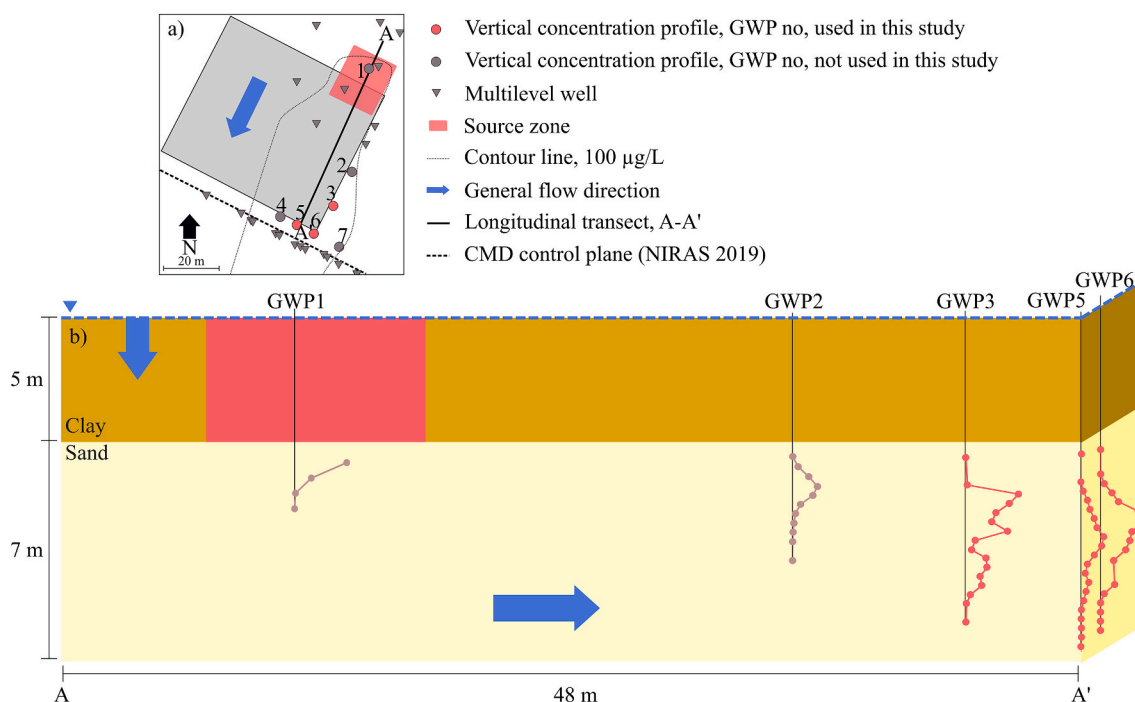 a)
A
1
2
3
4
5
6
A'
7
N
20 m
Vertical concentration profile, GWP no, used in this study
Vertical concentration profile, GWP no, not used in this study
Multilevel well
Source zone
Contour line, 100 µg/L
General flow direction
Longitudinal transect, A-A'
CMD control plane (NIRAS 2019)
GWP1
GWP2
GWP3
GWP5
GWP6
b)
5 m
Clay
Sand
7 m
A
48 m
A'